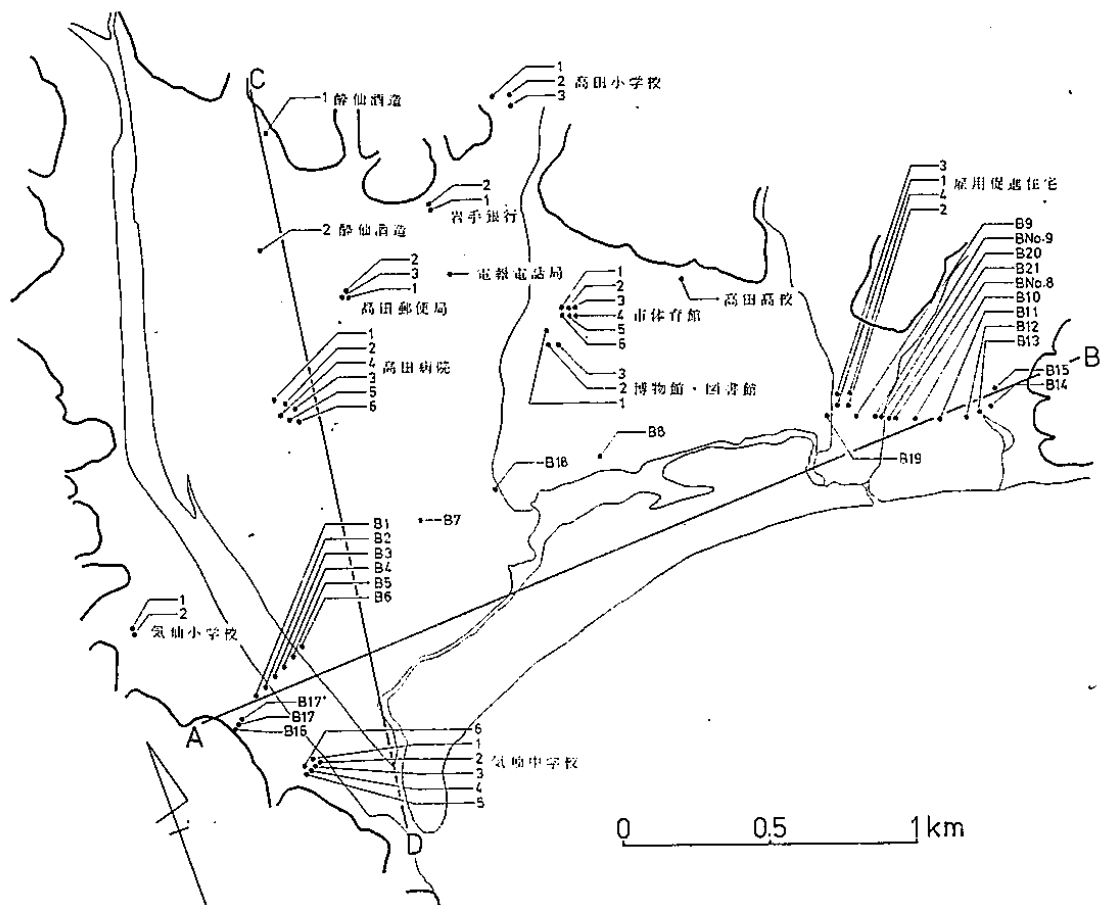 C
1 酔仙酒造
1
2 高田小学校
3
2
1
岩手銀行
2 酔仙酒造
電報電話局
2
3
1
高田郵便局
1
2
4 高田病院
3
5
6
1
2
3
4 市体育館
5
6
高田高校
3
2 博物館・図書館
1
3
1 雇用促進住宅
4
2
B9
BNo.9
B20
B21
BNo.8
B10
B11
B12
B13
B
B15
B14
B19
B8
B18
B7
B1
B2
B3
B4
B5
B6
1
2
気仙小学校
B17'
B17
B16
A
6
1
2 気仙中学校
3
4
5
D
0 0.5 1km